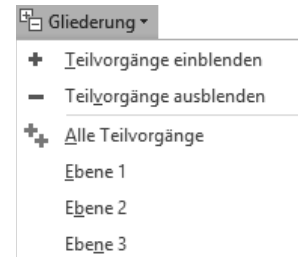 Gliederung
Teilvorgänge einblenden
Teilvorgänge ausblenden
Alle Teilvorgänge
Ebene 1
Ebene 2
Ebene 3